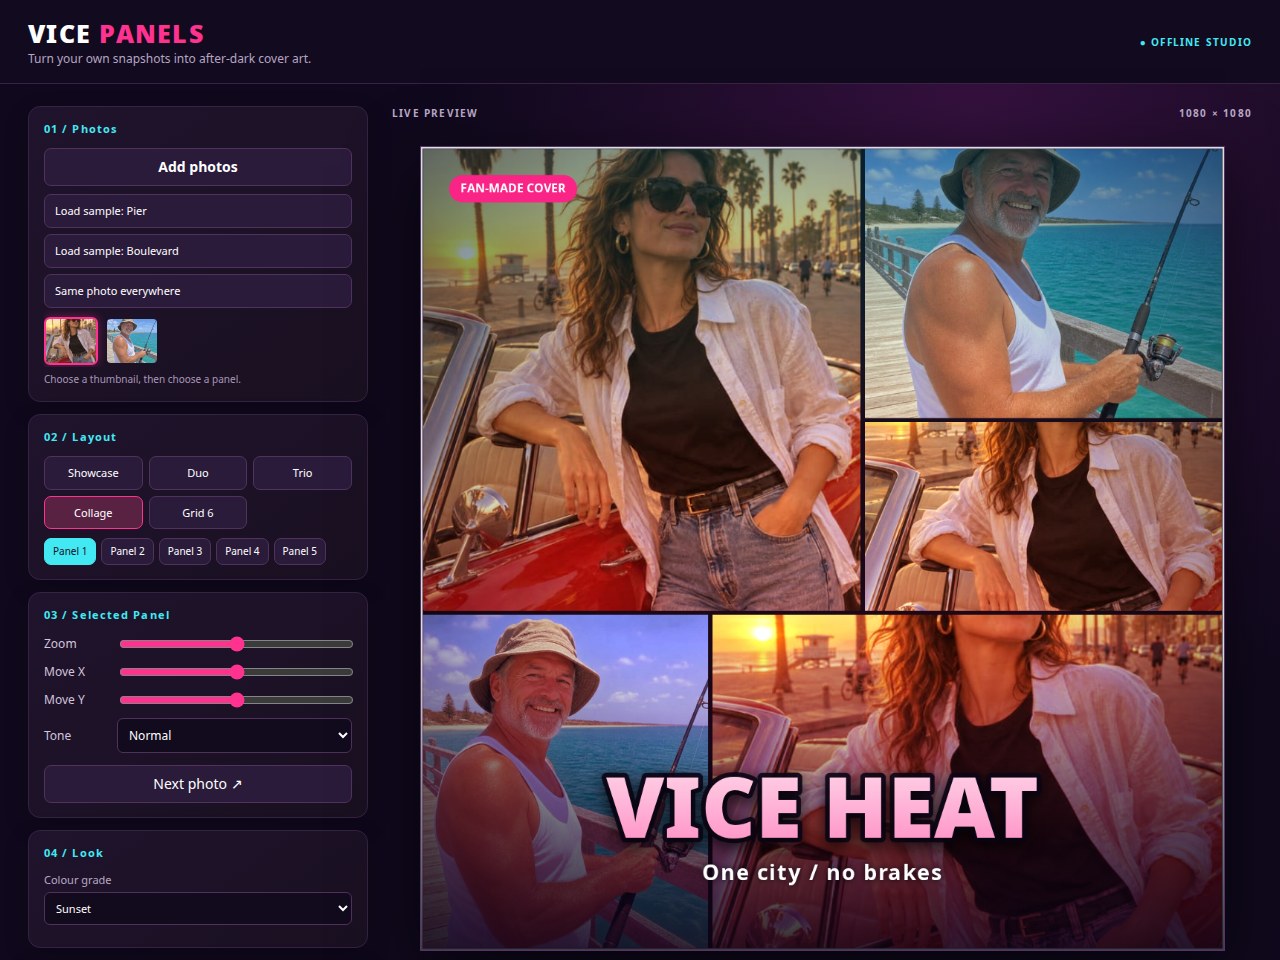 VICE PANELS
Turn your own snapshots into after-dark cover art.
● OFFLINE STUDIO
01 / Photos
Add photos
Load sample: Pier
Load sample: Boulevard
Same photo everywhere
Choose a thumbnail, then choose a panel.
02 / Layout
Showcase
Duo
Trio
Collage
Grid 6
Panel 1
Panel 2
Panel 3
Panel 4
Panel 5
03 / Selected Panel
Zoom
Move X
Move Y
Tone
Normal
Next photo ↗
04 / Look
Colour grade
Sunset
LIVE PREVIEW
1080 × 1080
FAN-MADE COVER
VICE HEAT
One city / no brakes